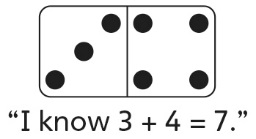 “I know 3 + 4 = 7.”